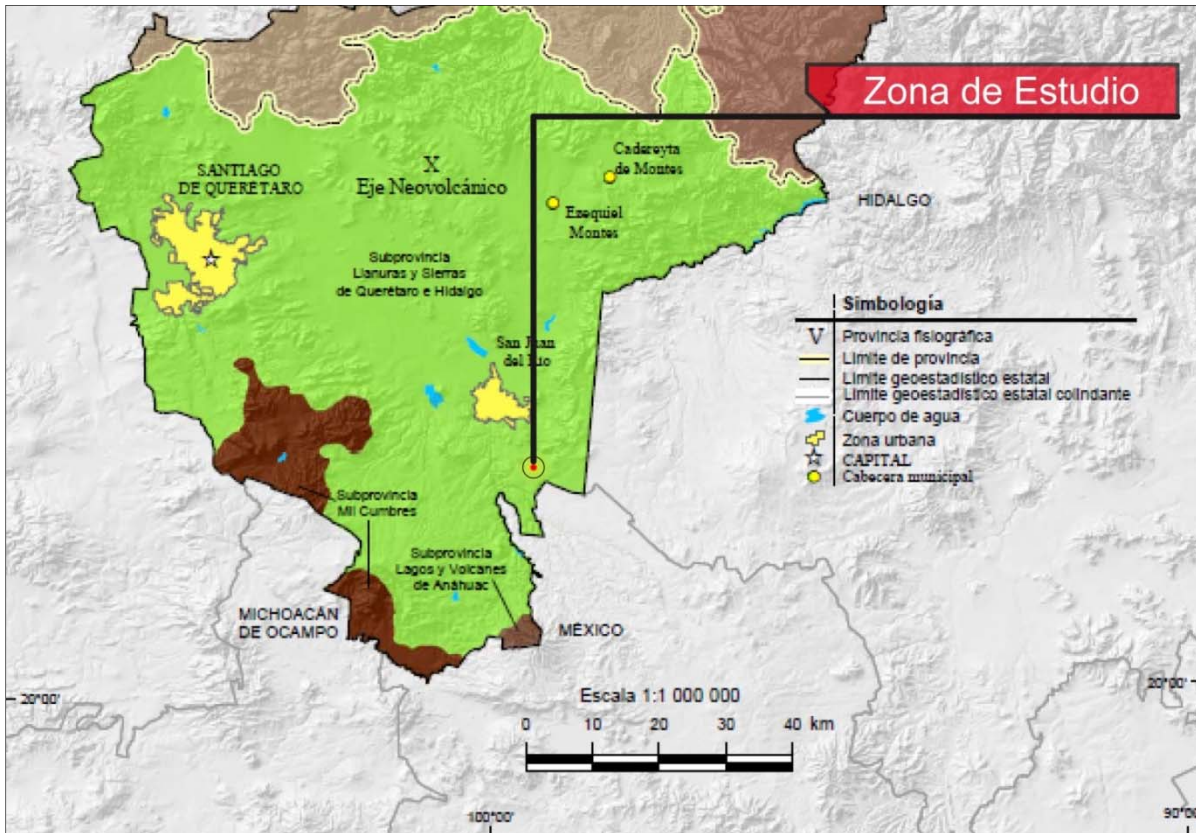 Zona de Estudio
Cadereyta
de Montes
SANTIAGO
DE QUERÉTARO
X
Eje Neovolcánico
HIDALGO
Ezequiel
Montes
Subprovincia
Llanuras y Sierras
de Querétaro e Hidalgo
Simbología
V Provincia fisiográfica
Límite de provincia
Límite geoestadístico estatal
Límite geoestadístico estatal colindante
Cuerpo de agua
Zona urbana
CAPITAL
Cabecera municipal
San Juan
del Río
Subprovincia
Mil Cumbres
Subprovincia
Lagos y Volcanes
de Anáhuac
MICHOACÁN
DE OCAMPO
MÉXICO
20°00'
20°00'
Escala 1:1 000 000
0 10 20 30 40 km
100°00'